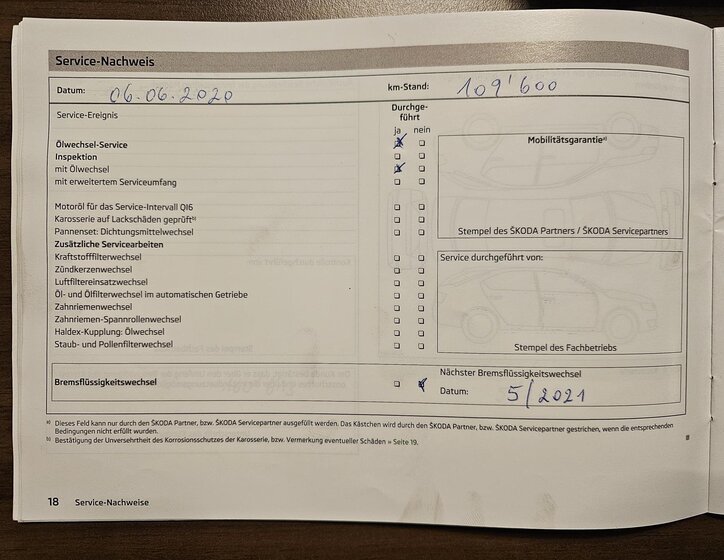 Service-Nachweis
Datum: 06.06.2020 km-Stand: 109'600
Service-Ereignis Durchge-
führt
ja nein
Ölwechsel-Service
Inspektion
mit Ölwechsel
mit erweitertem Serviceumfang
Mobilitätsgarantie a)
Motoröl für das Service-Intervall QI6
Karosserie auf Lackschäden geprüft b)
Pannenset: Dichtungsmittelwechsel
Stempel des ŠKODA Partners / ŠKODA Servicepartners
Zusätzliche Servicearbeiten
Kraftstofffilterwechsel
Service durchgeführt von:
Zündkerzenwechsel
Luftfiltereinsatzwechsel
Öl- und Ölfilterwechsel im automatischen Getriebe
Zahnriemenwechsel
Zahnriemen-Spannrollenwechsel
Haldex-Kupplung: Ölwechsel
Staub- und Pollenfilterwechsel
Stempel des Fachbetriebs
Bremsflüssigkeitswechsel
Nächster Bremsflüssigkeitswechsel
Datum: 5/2021
a) Dieses Feld kann nur durch den ŠKODA Partner, bzw. ŠKODA Servicepartner ausgefüllt werden. Das Kästchen wird durch den ŠKODA Partner, bzw. ŠKODA Servicepartner gestrichen, wenn die entsprechenden
Bedingungen nicht erfüllt wurden.
b) Bestätigung der Unversehrtheit des Korrosionsschutzes der Karosserie, bzw. Vermerkung eventueller Schäden » Seite 19.
18 Service-Nachweise